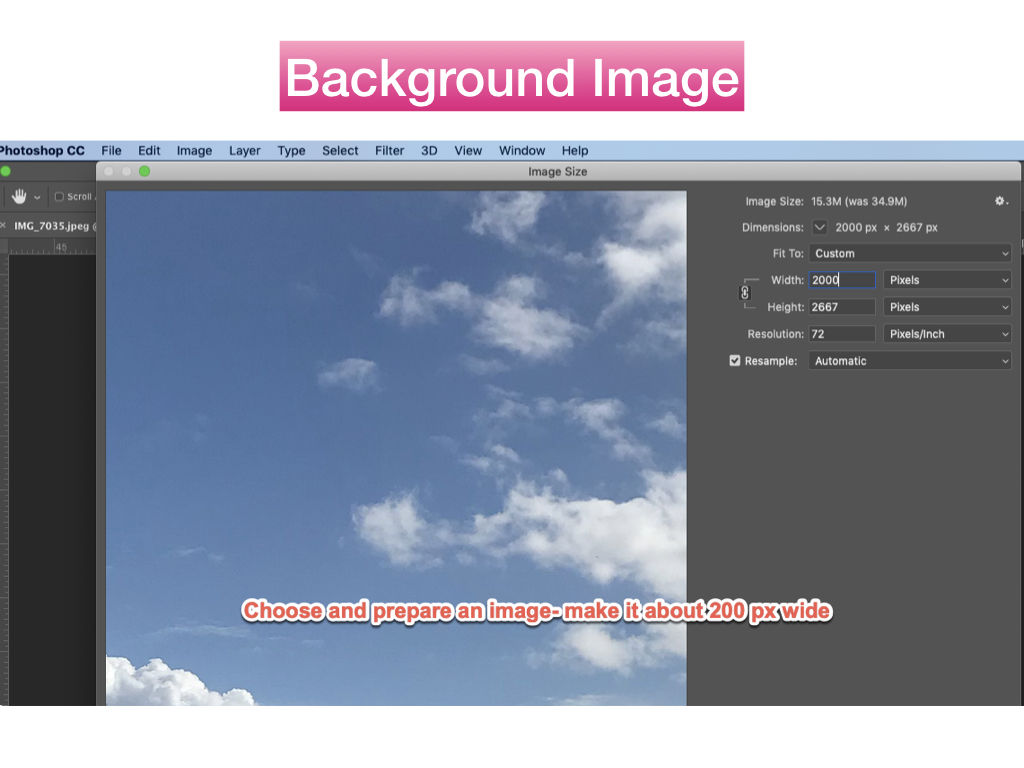 Background Image
Photoshop CC File Edit Image Layer Type Select Filter 3D View Window Help
Image Size
Scroll
× IMG_7035.jpeg @
45
Image Size: 15.3M (was 34.9M)
Dimensions: 2000 px × 2667 px
Fit To: Custom
Width: 2000 Pixels
Height: 2667 Pixels
Resolution: 72 Pixels/Inch
Resample: Automatic
Choose and prepare an image- make it about 200 px wide